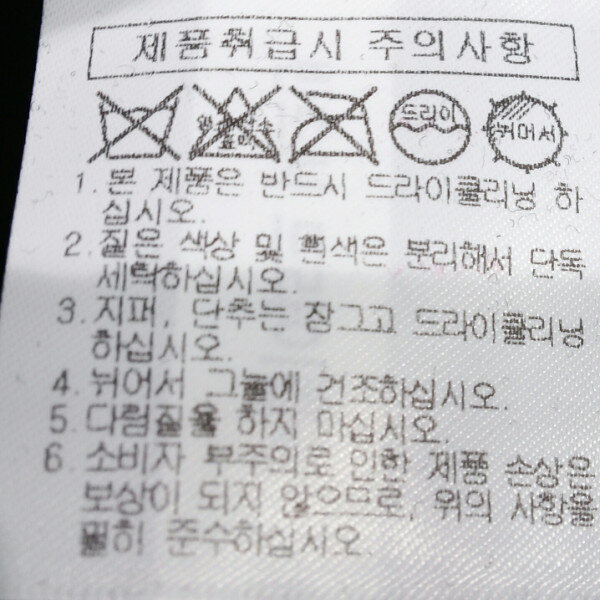 제품취급시 주의사항
드라이
뉘어서
1. 본 제품은 반드시 드라이클리닝 하
십시오.
2. 짙은 색상 및 흰색은 분리해서 단독
세탁하십시오.
3. 지퍼, 단추는 잠그고 드라이클리닝
하십시오.
4. 뉘어서 그늘에 건조하십시오.
5. 다림질을 하지 마십시오.
6. 소비자 부주의로 인한 제품 손상은
보상이 되지 않으므로, 위의 사항을
필히 준수하십시오.